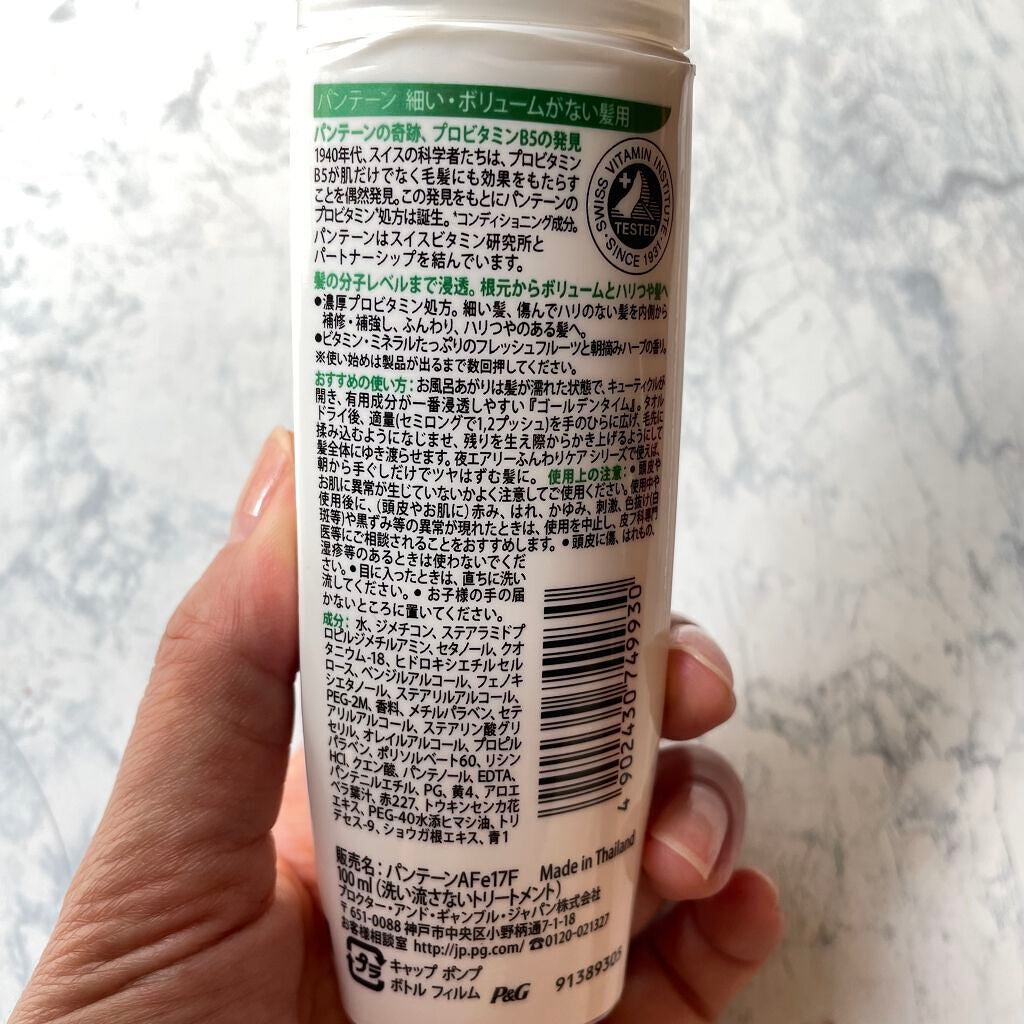 パンテーン 細い・ボリュームがない髪用
パンテーンの奇跡、プロビタミンB5の発見
1940年代、スイスの科学者たちは、プロビタミン
B5が肌だけでなく毛髪にも効果をもたらす
ことを偶然発見。この発見をもとにパンテーンの
プロビタミン*処方は誕生。*コンディショニング成分。
パンテーンはスイスビタミン研究所と
パートナーシップを結んでいます。
SWISS VITAMIN INSTITUTE
TESTED
SINCE 1931
髪の分子レベルまで浸透。根元からボリュームとハリつや髪へ
●濃厚プロビタミン処方。細い髪、傷んでハリのない髪を内側から
補修・補強し、ふんわり、ハリつやのある髪へ。
●ビタミン・ミネラルたっぷりのフレッシュフルーツと朝摘みハーブの香り。
※使い始めは製品が出るまで数回押してください。
おすすめの使い方：お風呂あがりは髪が濡れた状態で、キューティクルが
開き、有用成分が一番浸透しやすい『ゴールデンタイム』。タオル
ドライ後、適量(セミロングで1,2プッシュ)を手のひらに広げ、毛先に
揉み込むようになじませ、残りを生え際からかき上げるようにして
髪全体にゆき渡らせます。夜エアリーふんわりケアシリーズで使えば、
朝から手ぐしだけでツヤはずむ髪に。 使用上の注意：●頭皮や
お肌に異常が生じていないかよく注意してご使用ください。使用中や
使用後に、(頭皮やお肌に)赤み、はれ、かゆみ、刺激、色抜け(白
斑等)や黒ずみ等の異常が現れたときは、使用を中止し、皮フ科専門
医等にご相談されることをおすすめします。●頭皮に傷、はれもの、
湿疹等のあるときは使わないでくだ
さい。●目に入ったときは、直ちに洗い
流してください。●お子様の手の届
かないところに置いてください。
成分：水、ジメチコン、ステアラミドプ
ロピルジメチルアミン、セタノール、クオ
タニウム-18、ヒドロキシエチルセル
ロース、ベンジルアルコール、フェノキ
シエタノール、ステアリルアルコール、
PEG-2M、香料、メチルパラベン、セテ
アリルアルコール、ステアリン酸グリ
セリル、オレイルアルコール、プロピル
パラベン、ポリソルベート60、リシン
HCl、クエン酸、パンテノール、EDTA、
パンテニルエチル、PG、黄4、アロエ
ベラ葉汁、赤227、トウキンセンカ花
エキス、PEG-40水添ヒマシ油、トリ
デセス-9、ショウガ根エキス、青1
4 902430 749930
販売名：パンテーンAFe17F Made in Thailand
100ml (洗い流さないトリートメント)
プロクター・アンド・ギャンブル・ジャパン株式会社
〒651-0088 神戸市中央区小野柄通7-1-18
お客様相談室 http://jp.pg.com/ ☎0120-021327
プラ キャップ ポンプ
ボトル フィルム P&G 91389305